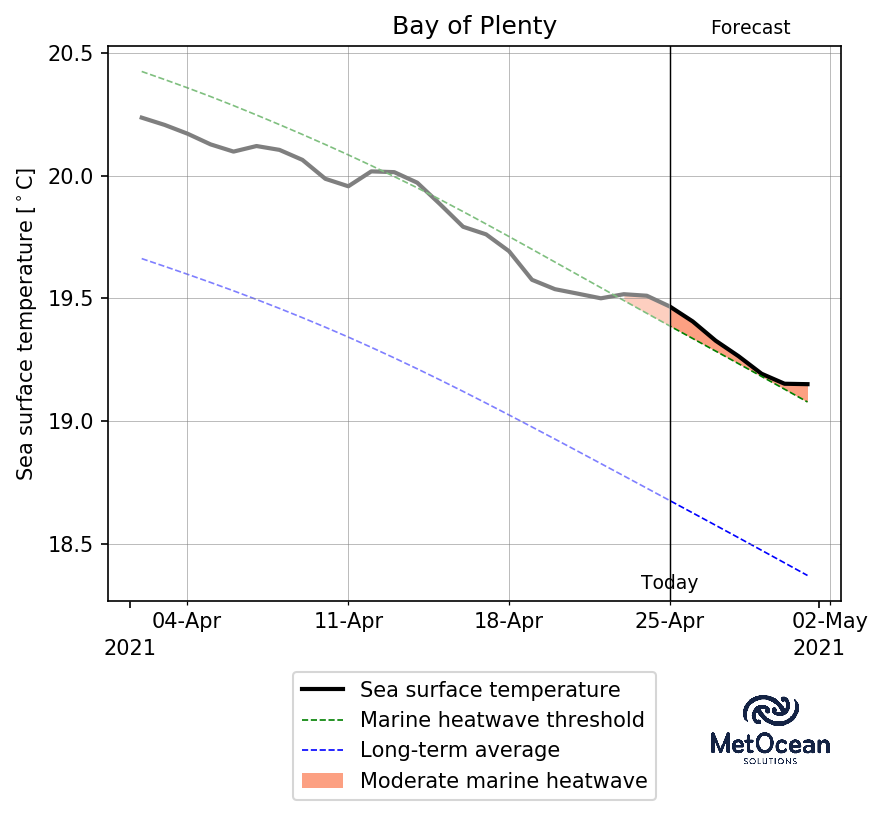 Bay of Plenty
Forecast
Sea surface temperature [°C]
20.5
20.0
19.5
19.0
18.5
Today
04-Apr 11-Apr 18-Apr 25-Apr 02-May
2021 2021
Sea surface temperature
Marine heatwave threshold
Long-term average
Moderate marine heatwave
MetOcean
SOLUTIONS